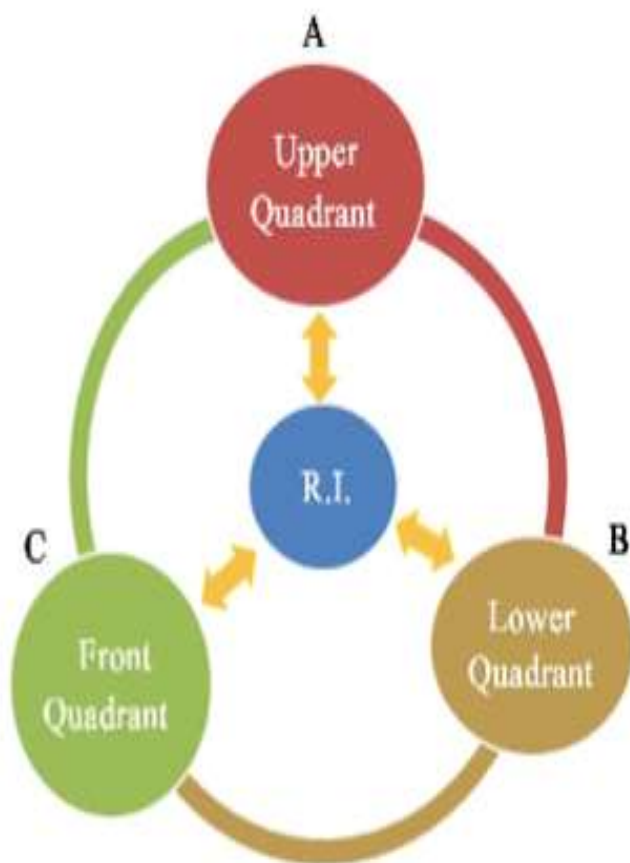 A
Upper
Quadrant
R.I.
C
B
Front
Quadrant
Lower
Quadrant